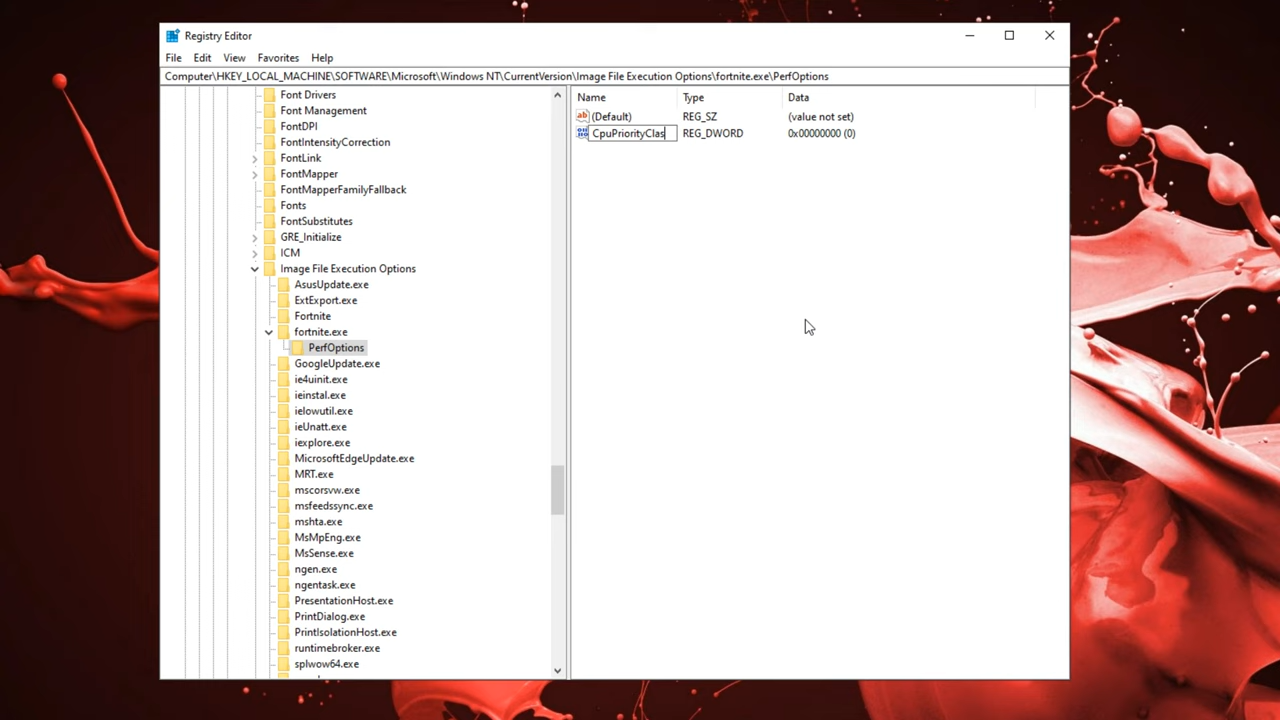 Registry Editor
File Edit View Favorites Help
Computer\HKEY_LOCAL_MACHINE\SOFTWARE\Microsoft\Windows NT\CurrentVersion\Image File Execution Options\fortnite.exe\PerfOptions
Font Drivers
Font Management
FontDPI
FontIntensityCorrection
FontLink
FontMapper
FontMapperFamilyFallback
Fonts
FontSubstitutes
GRE_Initialize
ICM
Image File Execution Options
AsusUpdate.exe
ExtExport.exe
Fortnite
fortnite.exe
PerfOptions
GoogleUpdate.exe
ie4uinit.exe
ieinstal.exe
ielowutil.exe
ieUnatt.exe
iexplore.exe
MicrosoftEdgeUpdate.exe
MRT.exe
mscorsvw.exe
msfeedssync.exe
mshta.exe
MsMpEng.exe
MsSense.exe
ngen.exe
ngentask.exe
PresentationHost.exe
PrintDialog.exe
PrintIsolationHost.exe
runtimebroker.exe
splwow64.exe
Name Type Data
(Default) REG_SZ (value not set)
CpuPriorityClas REG_DWORD 0x00000000 (0)